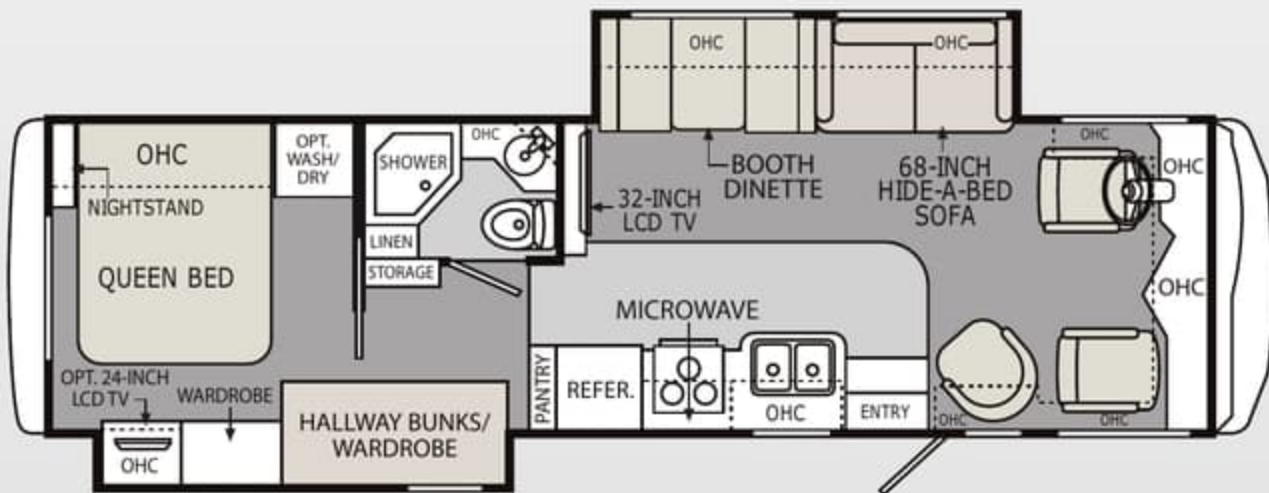 OHC
OHC
OHC
OPT.
WASH/
DRY
SHOWER
OHC
OHC
OHC
NIGHTSTAND
BOOTH
DINETTE
68-INCH
HIDE-A-BED
SOFA
32-INCH
LCD TV
LINEN
STORAGE
QUEEN BED
OHC
MICROWAVE
OPT. 24-INCH
LCD TV
WARDROBE
PANTRY
REFER.
HALLWAY BUNKS/
WARDROBE
OHC
ENTRY
OHC
OHC
OHC